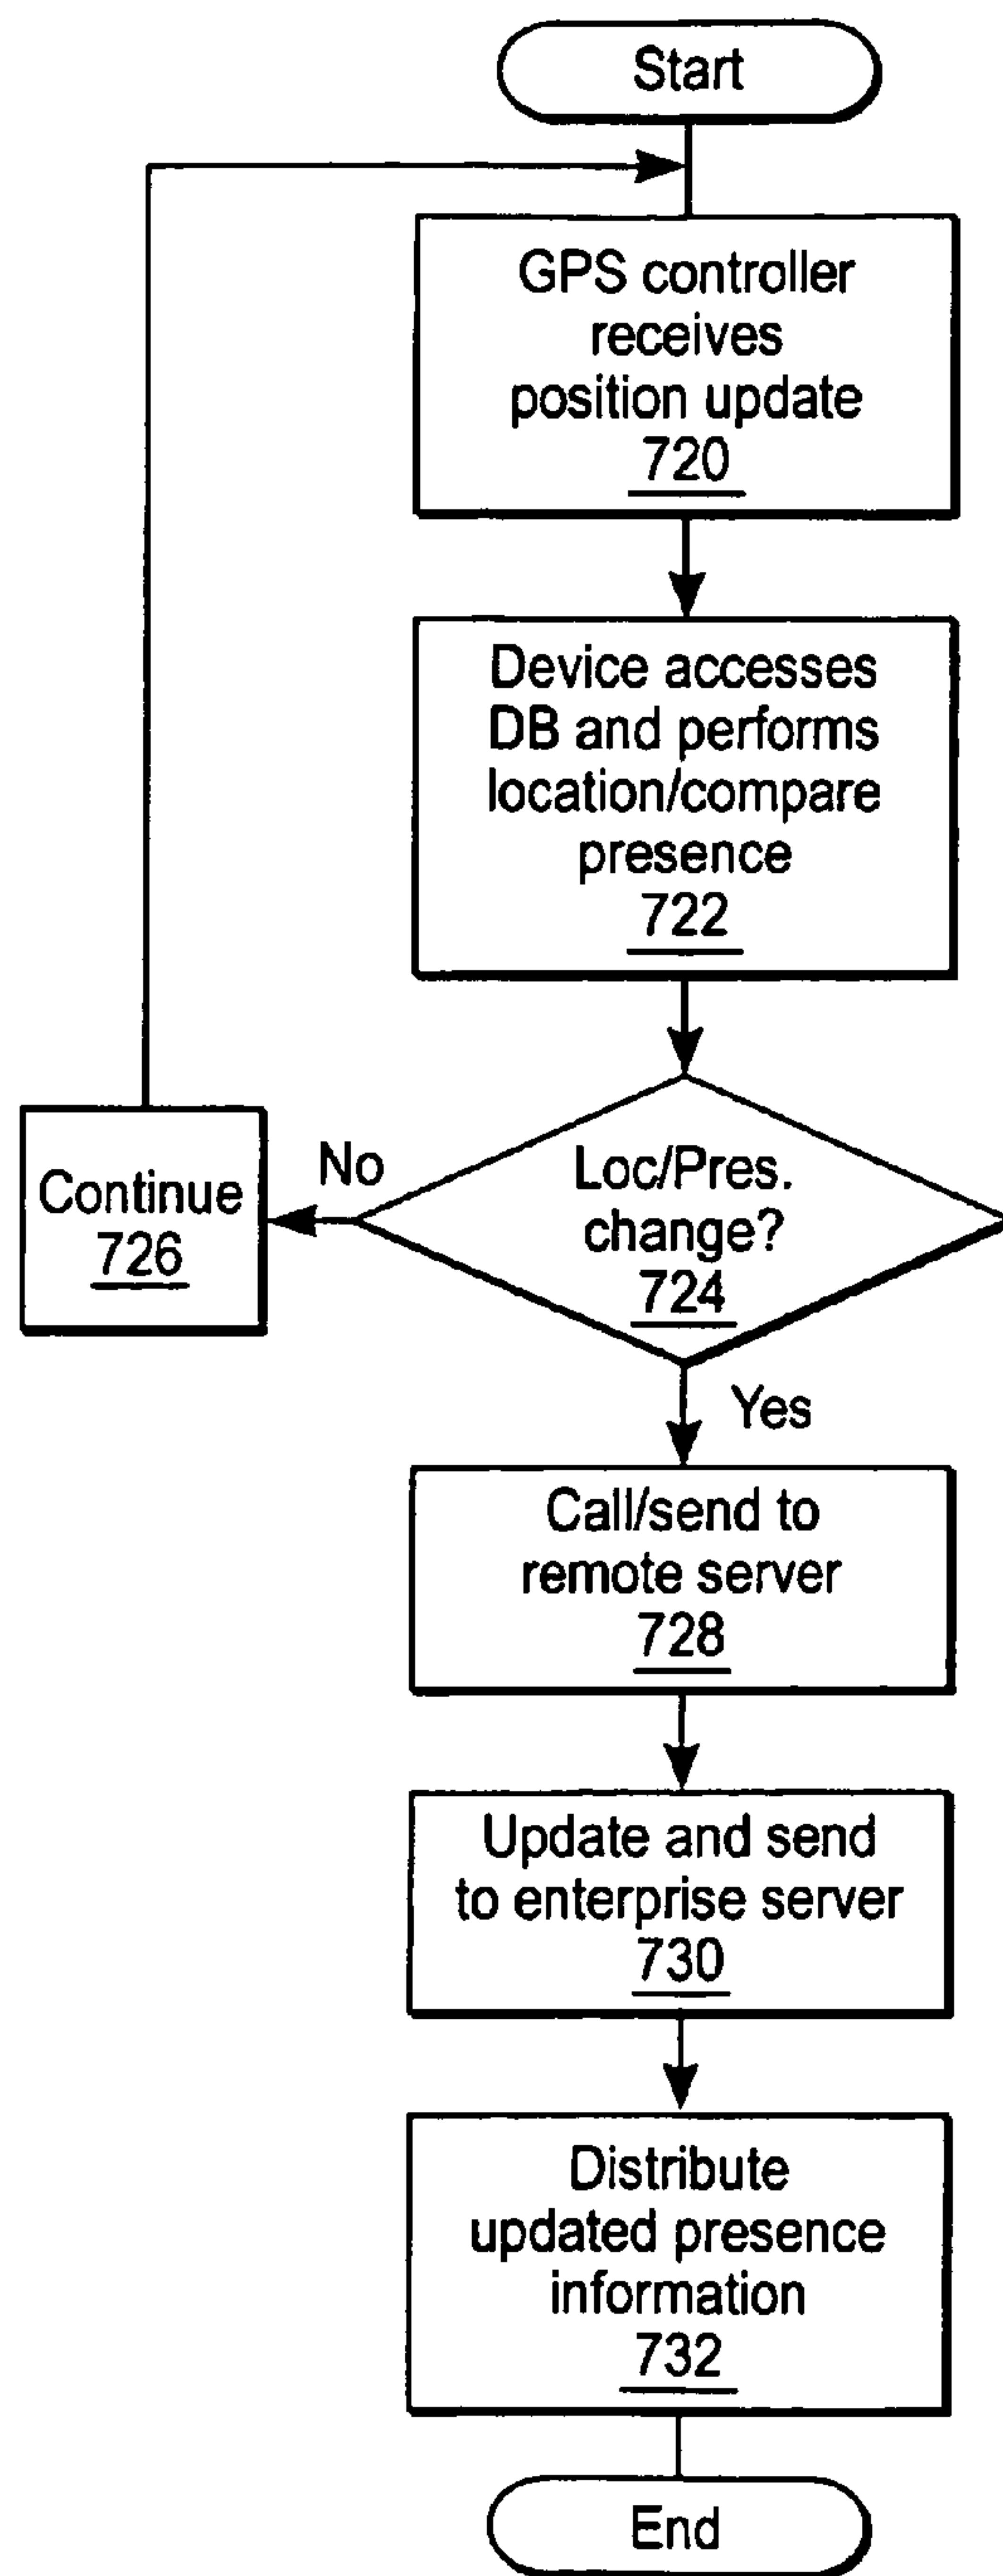 Start
GPS controller
receives
position update
720
Device accesses
DB and performs
location/compare
presence
722
Loc/Pres.
change?
724
No
Continue
726
Yes
Call/send to
remote server
728
Update and send
to enterprise server
730
Distribute
updated presence
information
732
End